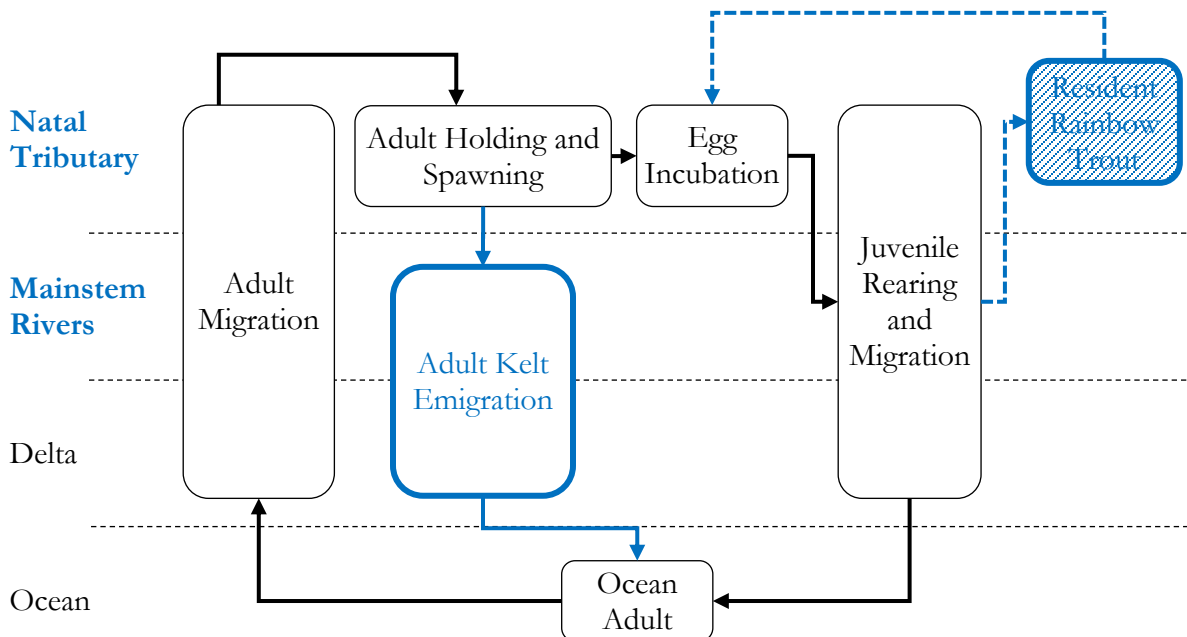 Natal
Tributary
Mainstem
Rivers
Delta
Ocean
Adult
Migration
Adult Holding and
Spawning
Egg
Incubation
Adult Kelt
Emigration
Juvenile
Rearing
and
Migration
Resident
Rainbow
Trout
Ocean
Adult